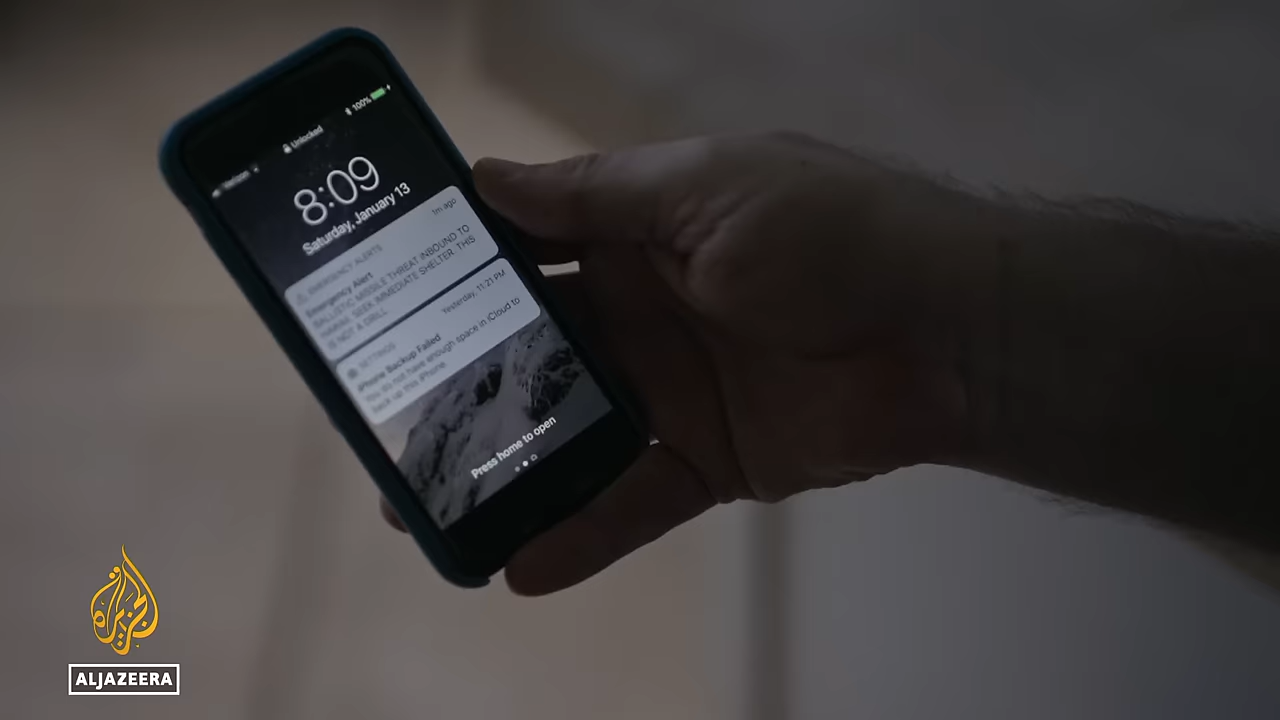 Verizon
100%
Unlocked
8:09
Saturday, January 13
EMERGENCY ALERTS
1m ago
Emergency Alert
BALLISTIC MISSILE THREAT INBOUND TO
HAWAII. SEEK IMMEDIATE SHELTER. THIS
IS NOT A DRILL.
SETTINGS
Yesterday, 11:21 PM
iPhone Backup Failed
You do not have enough space in iCloud to
back up this iPhone
Press home to open
الجزيرة
ALJAZEERA